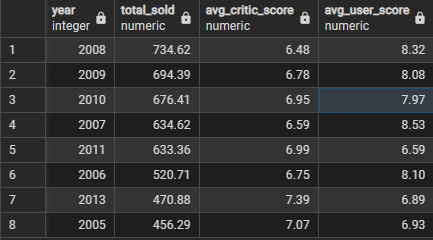 year total_sold avg_critic_score avg_user_score
integer numeric numeric numeric
1 2008 734.62 6.48 8.32
2 2009 694.39 6.78 8.08
3 2010 676.41 6.95 7.97
4 2007 634.62 6.59 8.53
5 2011 633.36 6.99 6.59
6 2006 520.71 6.75 8.10
7 2013 470.88 7.39 6.89
8 2005 456.29 7.07 6.93